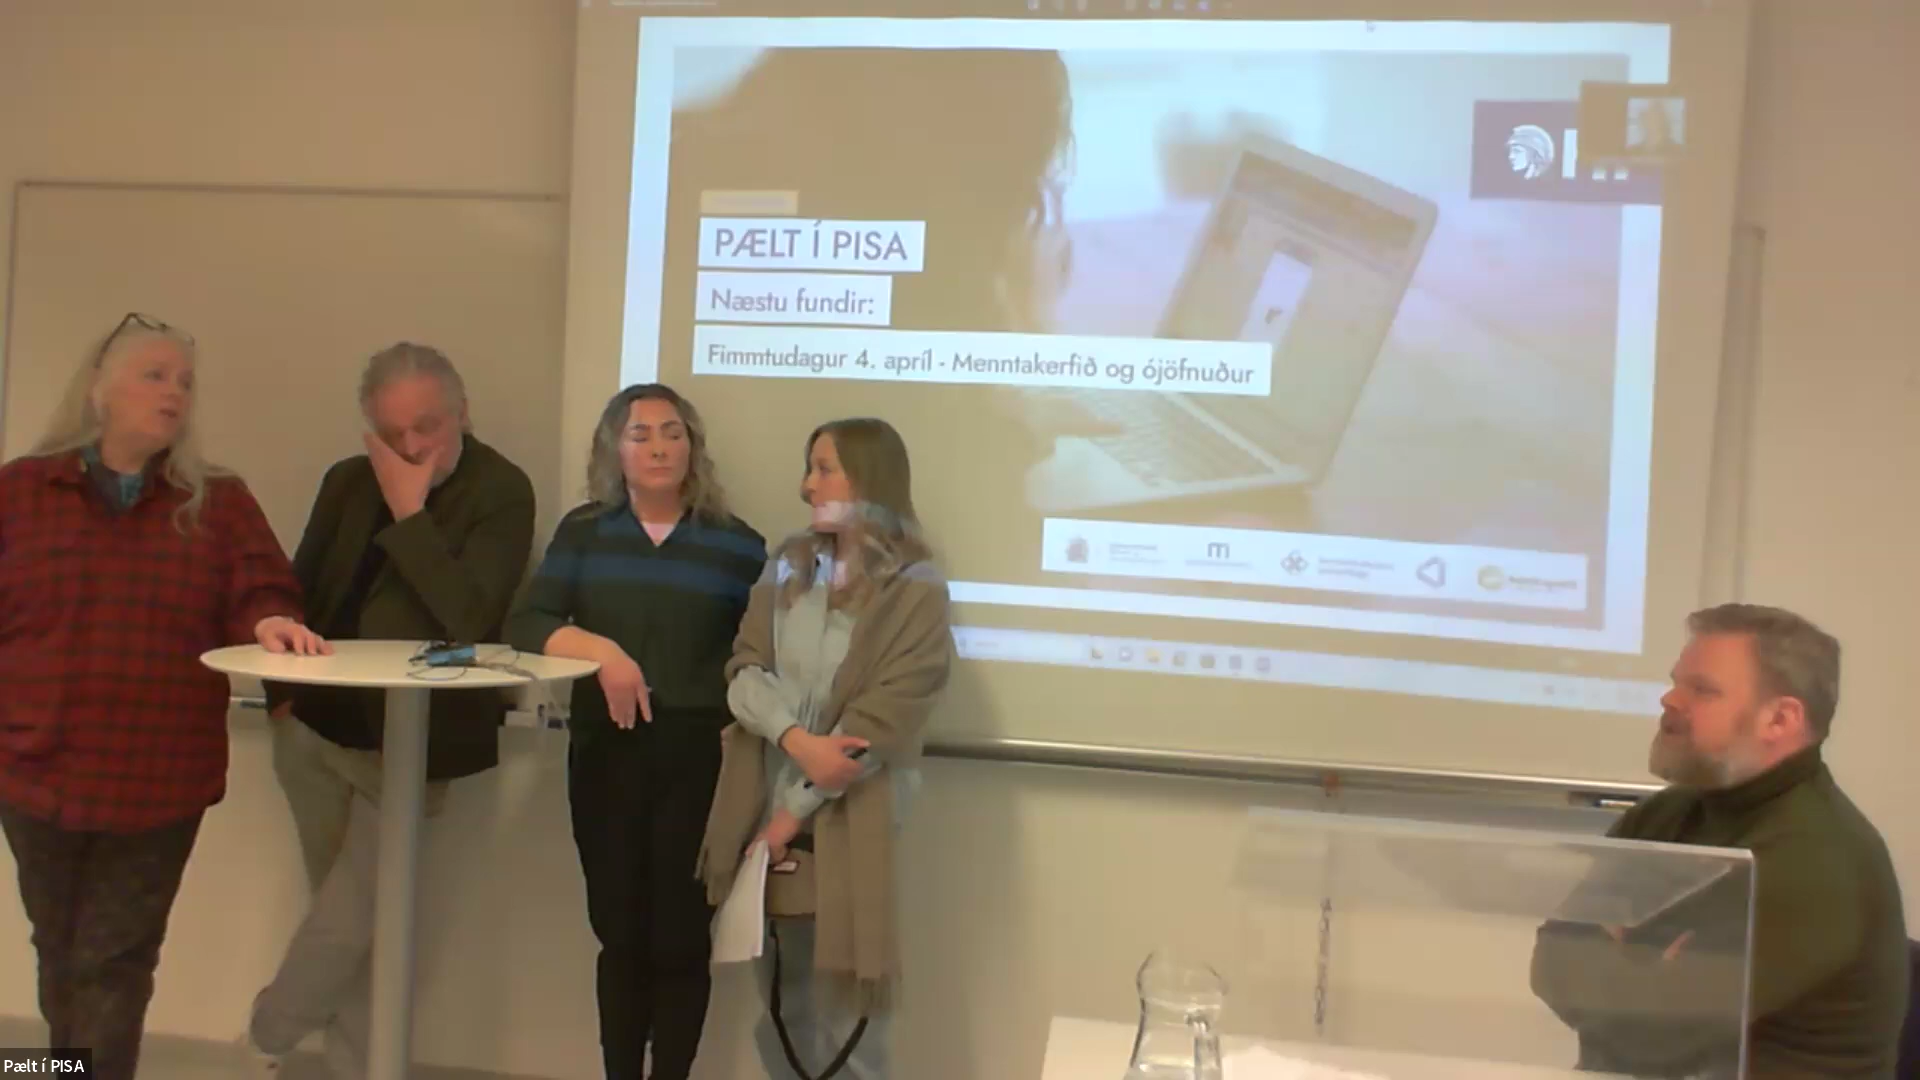 PÆLT Í PISA
Næstu fundir:
Fimmtudagur 4. apríl - Menntakerfið og ójöfnuður
m
Pælt í PISA